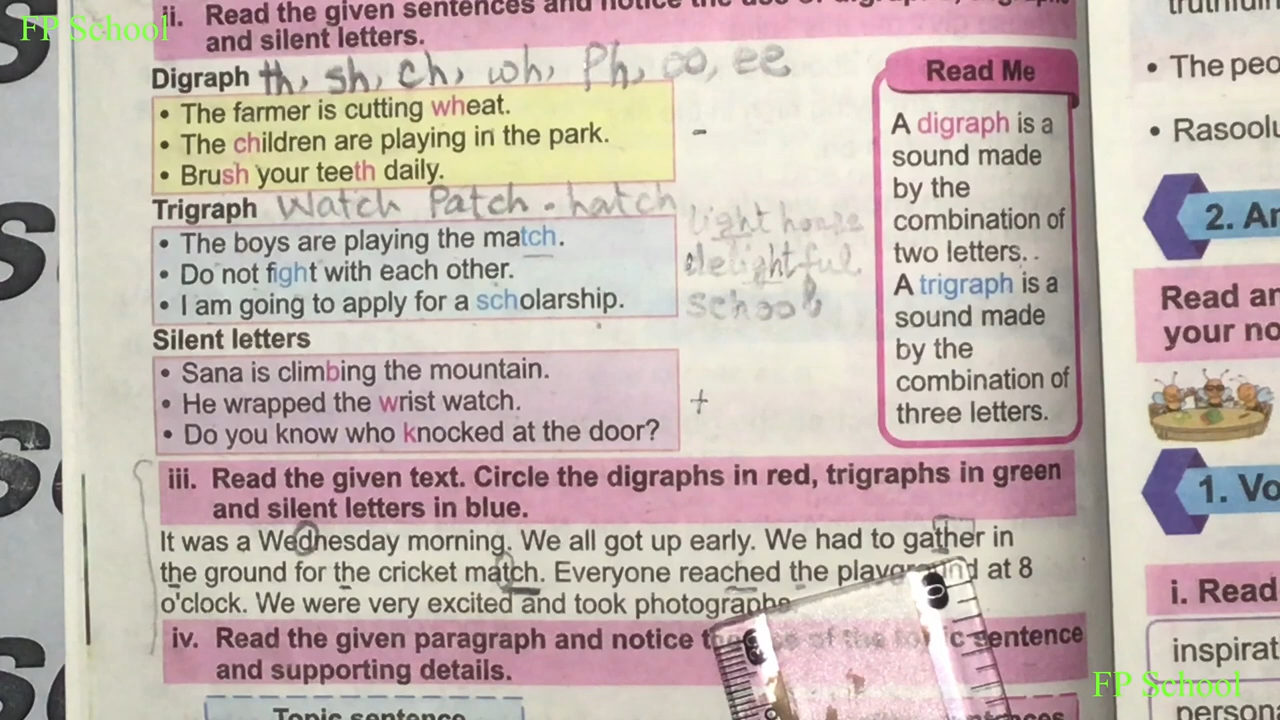 FP School
ii. Read the given sentences and notice the use of
and silent letters.
Digraph th, sh, ch, wh, Ph, oo, ee
• The farmer is cutting wheat.
• The children are playing in the park.
• Brush your teeth daily.
Trigraph Watch Patch - hatch
• The boys are playing the match.
• Do not fight with each other.
• I am going to apply for a scholarship.
light house
delightful
school
Silent letters
• Sana is climbing the mountain.
• He wrapped the wrist watch.
• Do you know who knocked at the door?
-
+
Read Me
A digraph is a
sound made
by the
combination of
two letters. .
A trigraph is a
sound made
by the
combination of
three letters.
iii. Read the given text. Circle the digraphs in red, trigraphs in green
and silent letters in blue.
It was a Wednesday morning. We all got up early. We had to gather in
the ground for the cricket match. Everyone reached the playground at 8
o'clock. We were very excited and took photographs
iv. Read the given paragraph and notice the use of the topic sentence
and supporting details.
Topic sentence
• The peo
• Rasoolu
2. An
Read an
your no
1. Vo
i. Read
inspirat
persona
FP School